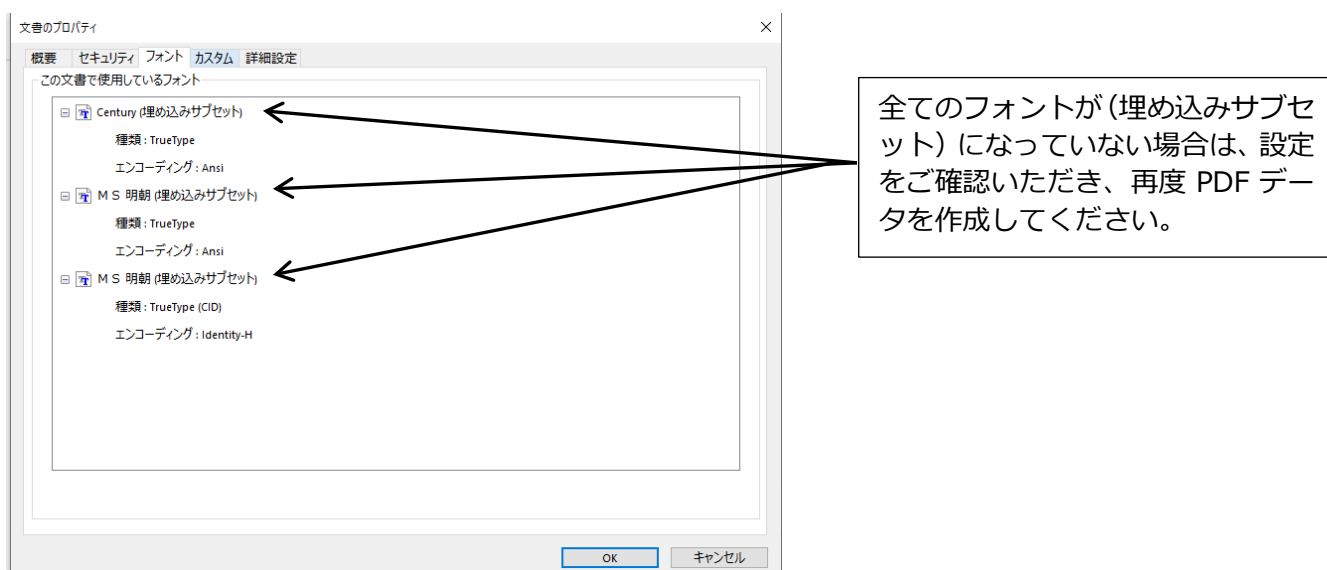 文書のプロパティ
概要 セキュリティ フォント カスタム 詳細設定
この文書で使用しているフォント
Century (埋め込みサブセット)
種類 : TrueType
エンコーディング : Ansi
ＭＳ 明朝 (埋め込みサブセット)
種類 : TrueType
エンコーディング : Ansi
ＭＳ 明朝 (埋め込みサブセット)
種類 : TrueType (CID)
エンコーディング : Identity-H
OK キャンセル
全てのフォントが（埋め込みサブセ
ット）になっていない場合は、設定
をご確認いただき、再度 PDF デー
タを作成してください。